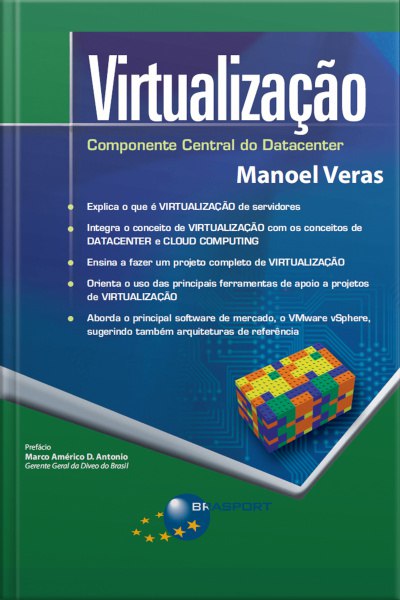 Virtualização
Componente Central do Datacenter
Manoel Veras
Explica o que é VIRTUALIZAÇÃO de servidores
Integra o conceito de VIRTUALIZAÇÃO com os conceitos de
DATACENTER e CLOUD COMPUTING
Ensina a fazer um projeto completo de VIRTUALIZAÇÃO
Orienta o uso das principais ferramentas de apoio a projetos
de VIRTUALIZAÇÃO
Aborda o principal software de mercado, o VMware vSphere,
sugerindo também arquiteturas de referência
Prefácio
Marco Américo D. Antonio
Gerente Geral da Diveo do Brasil
BRASPORT